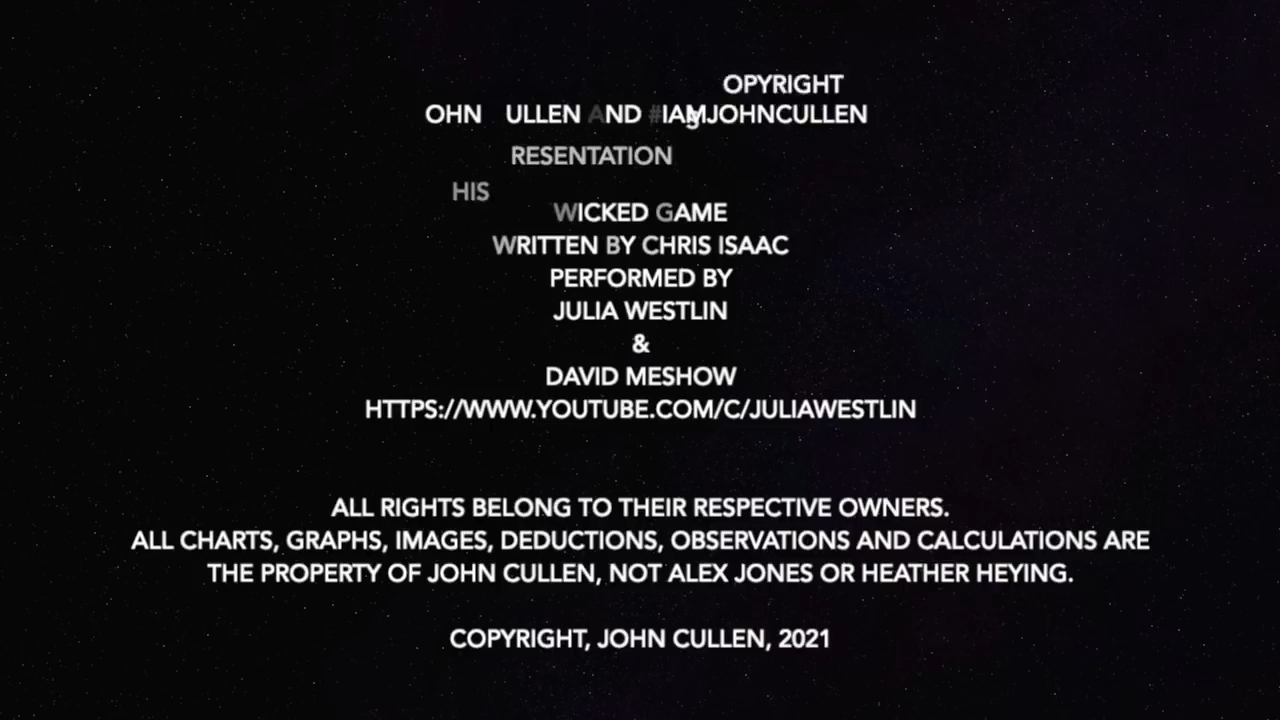 OPYRIGHT
OHN ULLEN AND #IAMJOHNCULLEN
RESENTATION
HIS
WICKED GAME
WRITTEN BY CHRIS ISAAC
PERFORMED BY
JULIA WESTLIN
&
DAVID MESHOW
HTTPS://WWW.YOUTUBE.COM/C/JULIAWESTLIN
ALL RIGHTS BELONG TO THEIR RESPECTIVE OWNERS.
ALL CHARTS, GRAPHS, IMAGES, DEDUCTIONS, OBSERVATIONS AND CALCULATIONS ARE
THE PROPERTY OF JOHN CULLEN, NOT ALEX JONES OR HEATHER HEYING.
COPYRIGHT, JOHN CULLEN, 2021